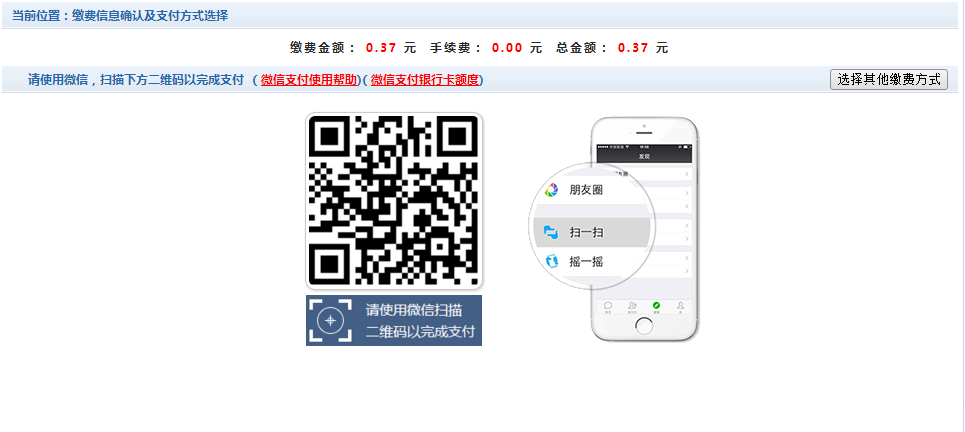 当前位置：缴费信息确认及支付方式选择
缴费金额： 0.37 元 手续费： 0.00 元 总金额： 0.37 元
请使用微信，扫描下方二维码以完成支付 （微信支付使用帮助)( 微信支付银行卡额度)
选择其他缴费方式
发现
朋友圈
扫一扫
摇一摇
请使用微信扫描
二维码以完成支付